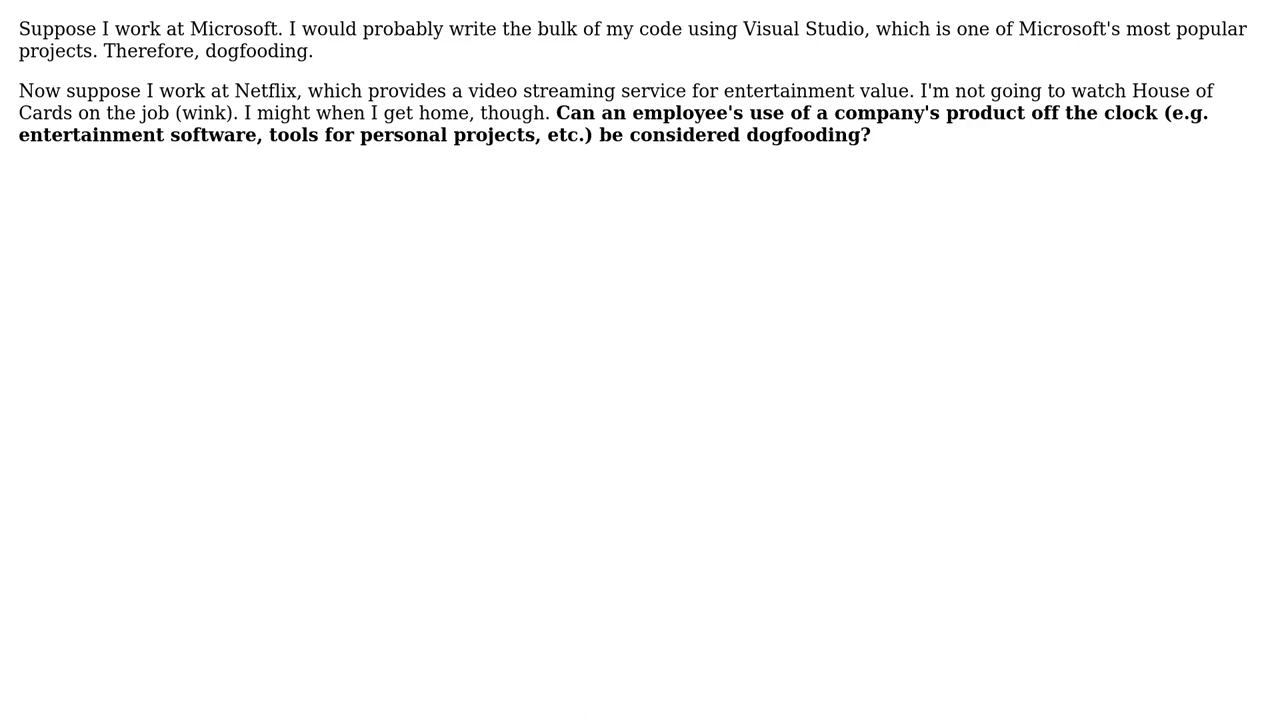 Suppose I work at Microsoft. I would probably write the bulk of my code using Visual Studio, which is one of Microsoft's most popular
projects. Therefore, dogfooding.
Now suppose I work at Netflix, which provides a video streaming service for entertainment value. I'm not going to watch House of
Cards on the job (wink). I might when I get home, though. Can an employee's use of a company's product off the clock (e.g.
entertainment software, tools for personal projects, etc.) be considered dogfooding?